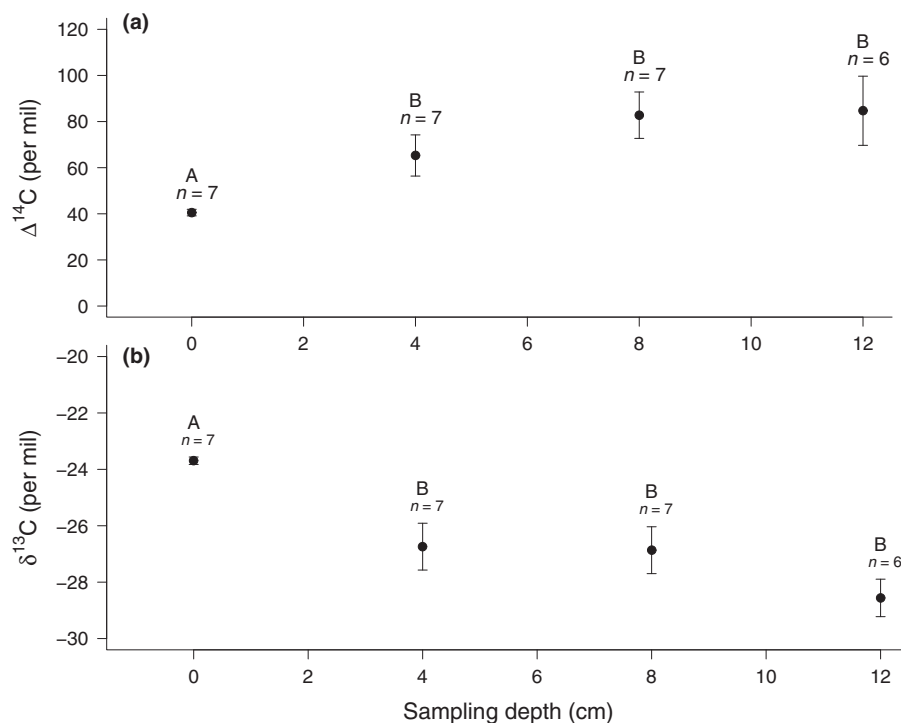 (a)
120
100
80
60
40
20
0
Δ14C (per mil)
A
n = 7
B
n = 7
B
n = 7
B
n = 6
0 2 4 6 8 10 12
(b)
−20
−22
−24
−26
−28
−30
δ13C (per mil)
A
n = 7
B
n = 7
B
n = 7
B
n = 6
0 2 4 6 8 10 12
Sampling depth (cm)